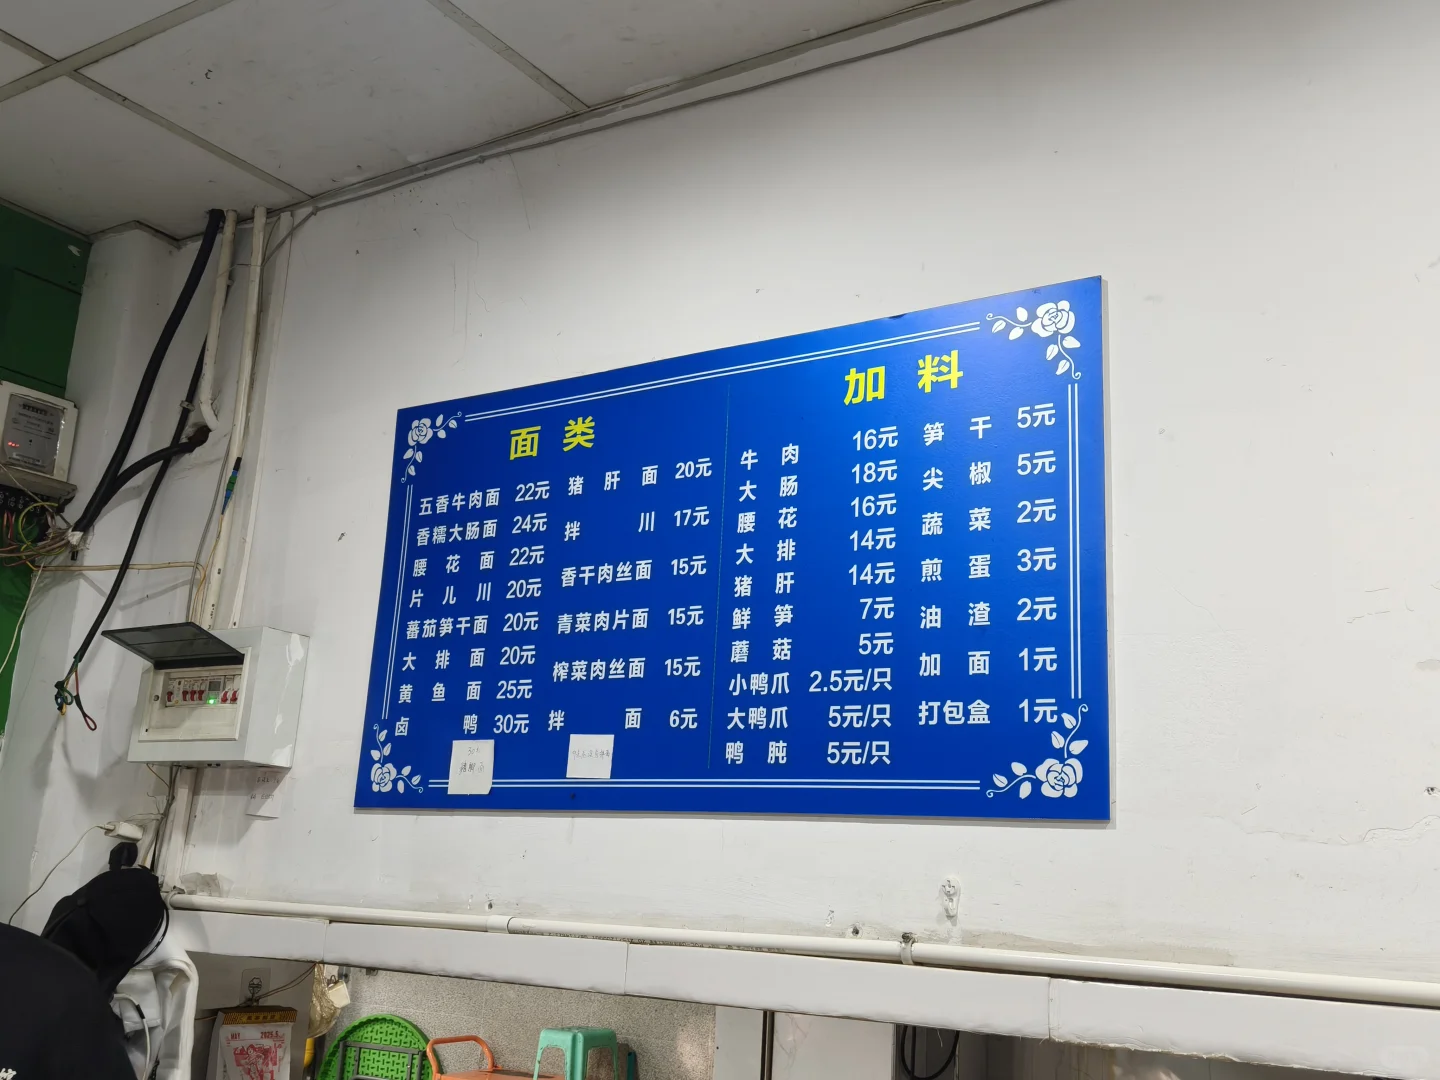 面类
五香牛肉面 22元
香糯大肠面 24元
腰花面 22元
片儿川 20元
蕃茄笋干面 20元
大排面 20元
黄鱼面 25元
卤鸭 30元
猪肝面 20元
拌川 17元
香干肉丝面 15元
青菜肉片面 15元
榨菜肉丝面 15元
拌面 6元
加料
牛肉 16元
大肠 18元
腰花 16元
大排 14元
猪肝 14元
鲜笋 7元
蘑菇 5元
小鸭爪 2.5元/只
大鸭爪 5元/只
鸭肫 5元/只
笋干 5元
尖椒 5元
蔬菜 2元
煎蛋 3元
油渣 2元
加面 1元
打包盒 1元
MAY 2025.5